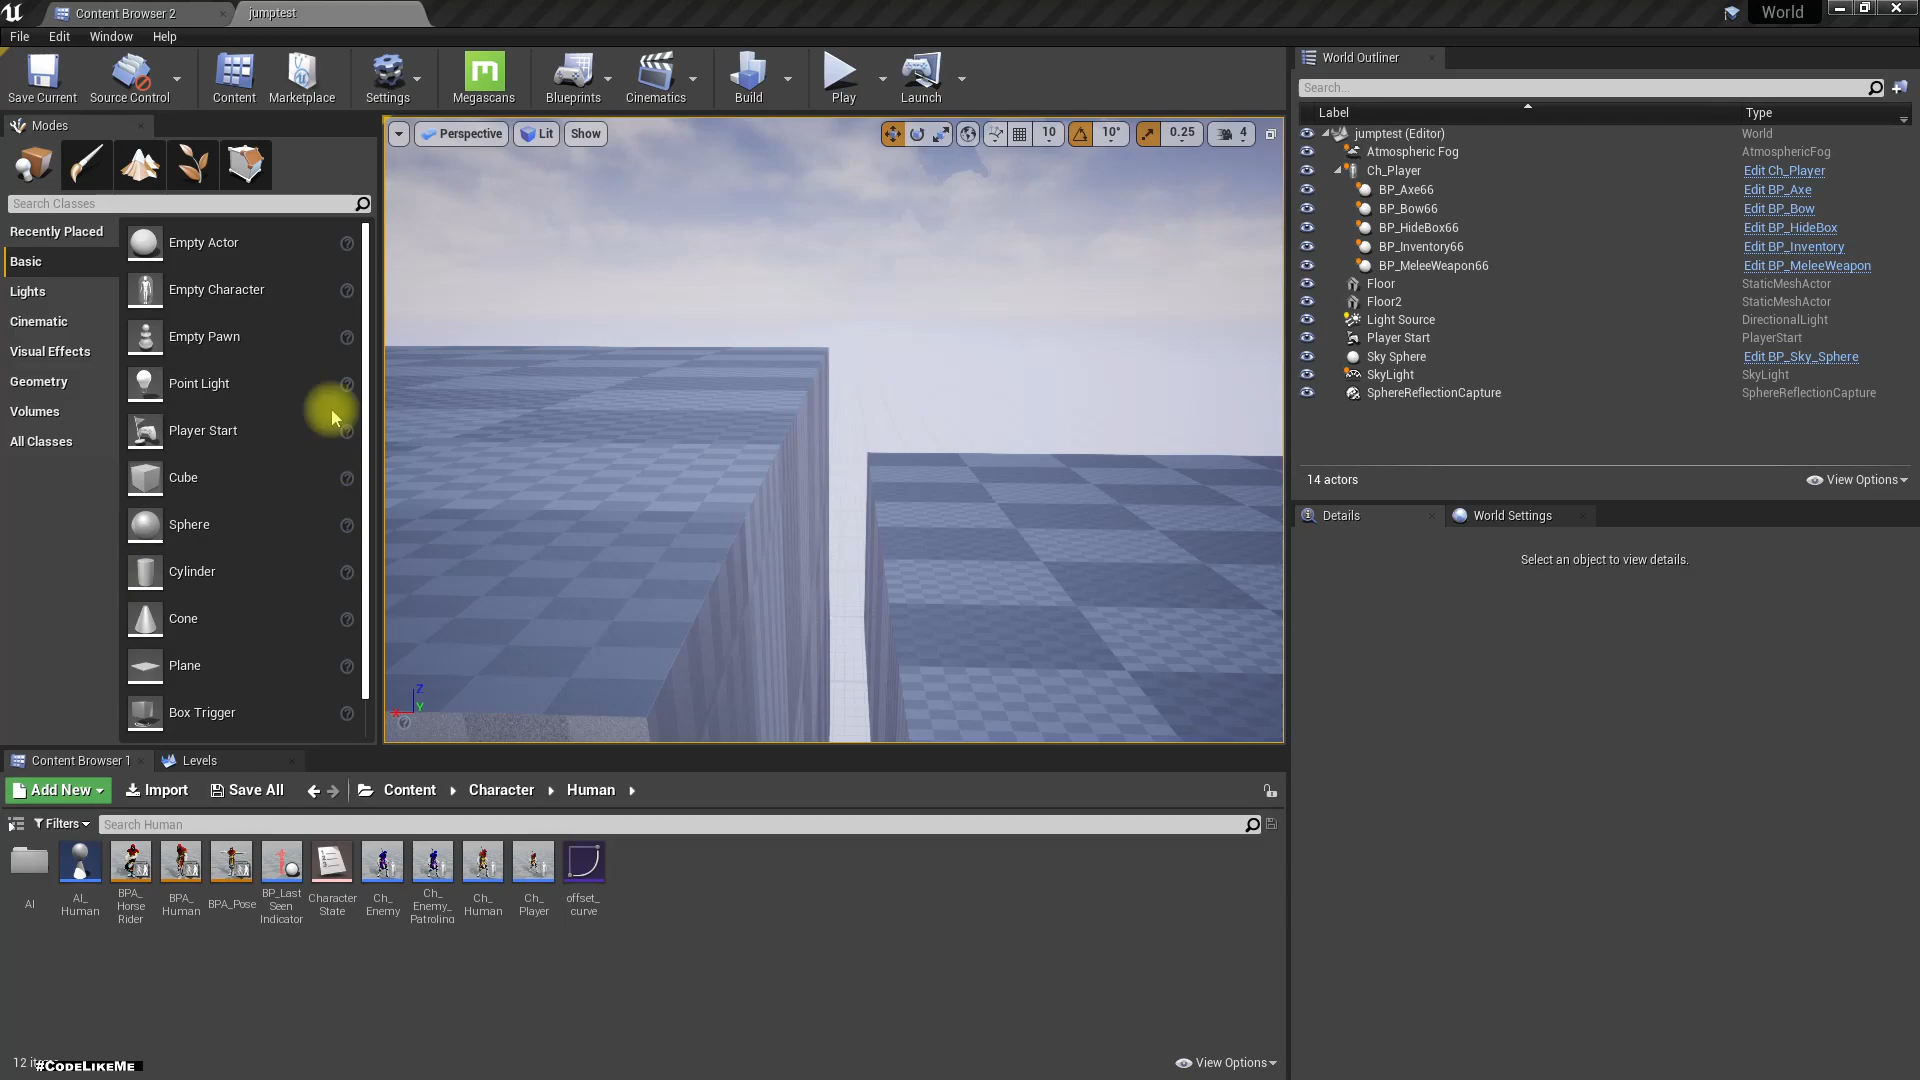 Content Browser 2
jumptest
World
File Edit Window Help
Save Current
Source Control
Content
Marketplace
Settings
Megascans
Blueprints
Cinematics
Build
Play
Launch
Modes
Search Classes
Recently Placed
Basic
Lights
Cinematic
Visual Effects
Geometry
Volumes
All Classes
Empty Actor
Empty Character
Empty Pawn
Point Light
Player Start
Cube
Sphere
Cylinder
Cone
Plane
Box Trigger
Perspective
Lit
Show
10
10°
0.25
4
Z
Y
World Outliner
Search...
Label Type
jumptest (Editor) World
Atmospheric Fog AtmosphericFog
Ch_Player Edit Ch_Player
BP_Axe66 Edit BP_Axe
BP_Bow66 Edit BP_Bow
BP_HideBox66 Edit BP_HideBox
BP_Inventory66 Edit BP_Inventory
BP_MeleeWeapon66 Edit BP_MeleeWeapon
Floor StaticMeshActor
Floor2 StaticMeshActor
Light Source DirectionalLight
Player Start PlayerStart
Sky Sphere Edit BP_Sky_Sphere
SkyLight SkyLight
SphereReflectionCapture SphereReflectionCapture
14 actors
View Options
Details
World Settings
Select an object to view details.
Content Browser 1
Levels
Add New
Import
Save All
Content
Character
Human
Filters
Search Human
AI
AI_
Human
BPA_
Horse
Rider
BPA_
Human
BPA_Pose
BP_Last
Seen
Indicator
Character
State
Ch_
Enemy
Ch_
Enemy_
Patroling
Ch_
Human
Ch_
Player
offset_
curve
12
#CodeLikeMe
View Options